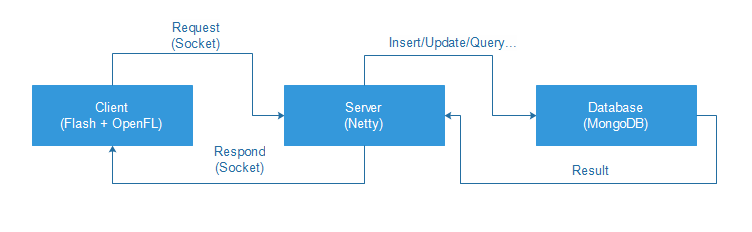 Request
(Socket)
Insert/Update/Query...
Client
(Flash + OpenFL)
Server
(Netty)
Database
(MongoDB)
Respond
(Socket)
Result